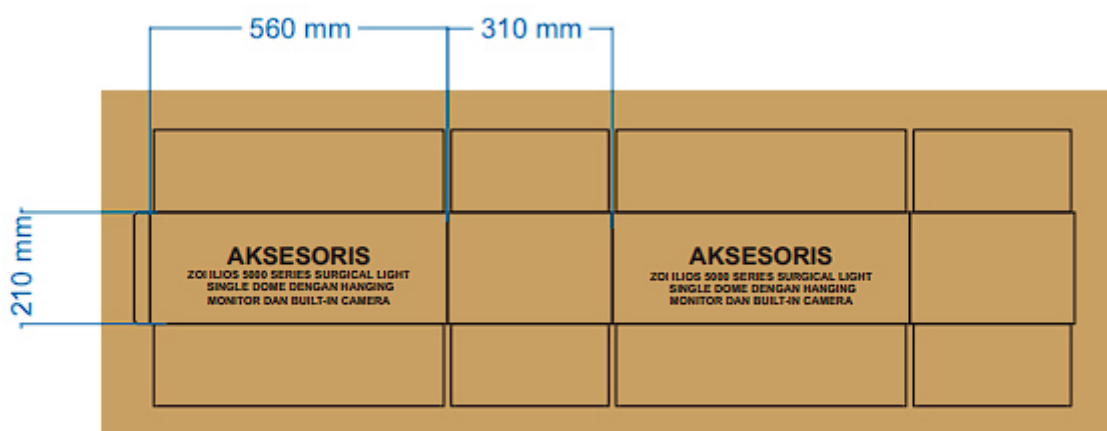 560 mm
310 mm
210 mm
AKSESORIS
ZOI ILIOS 5000 SERIES SURGICAL LIGHT
SINGLE DOME DENGAN HANGING
MONITOR DAN BUILT-IN CAMERA
AKSESORIS
ZOI ILIOS 5000 SERIES SURGICAL LIGHT
SINGLE DOME DENGAN HANGING
MONITOR DAN BUILT-IN CAMERA